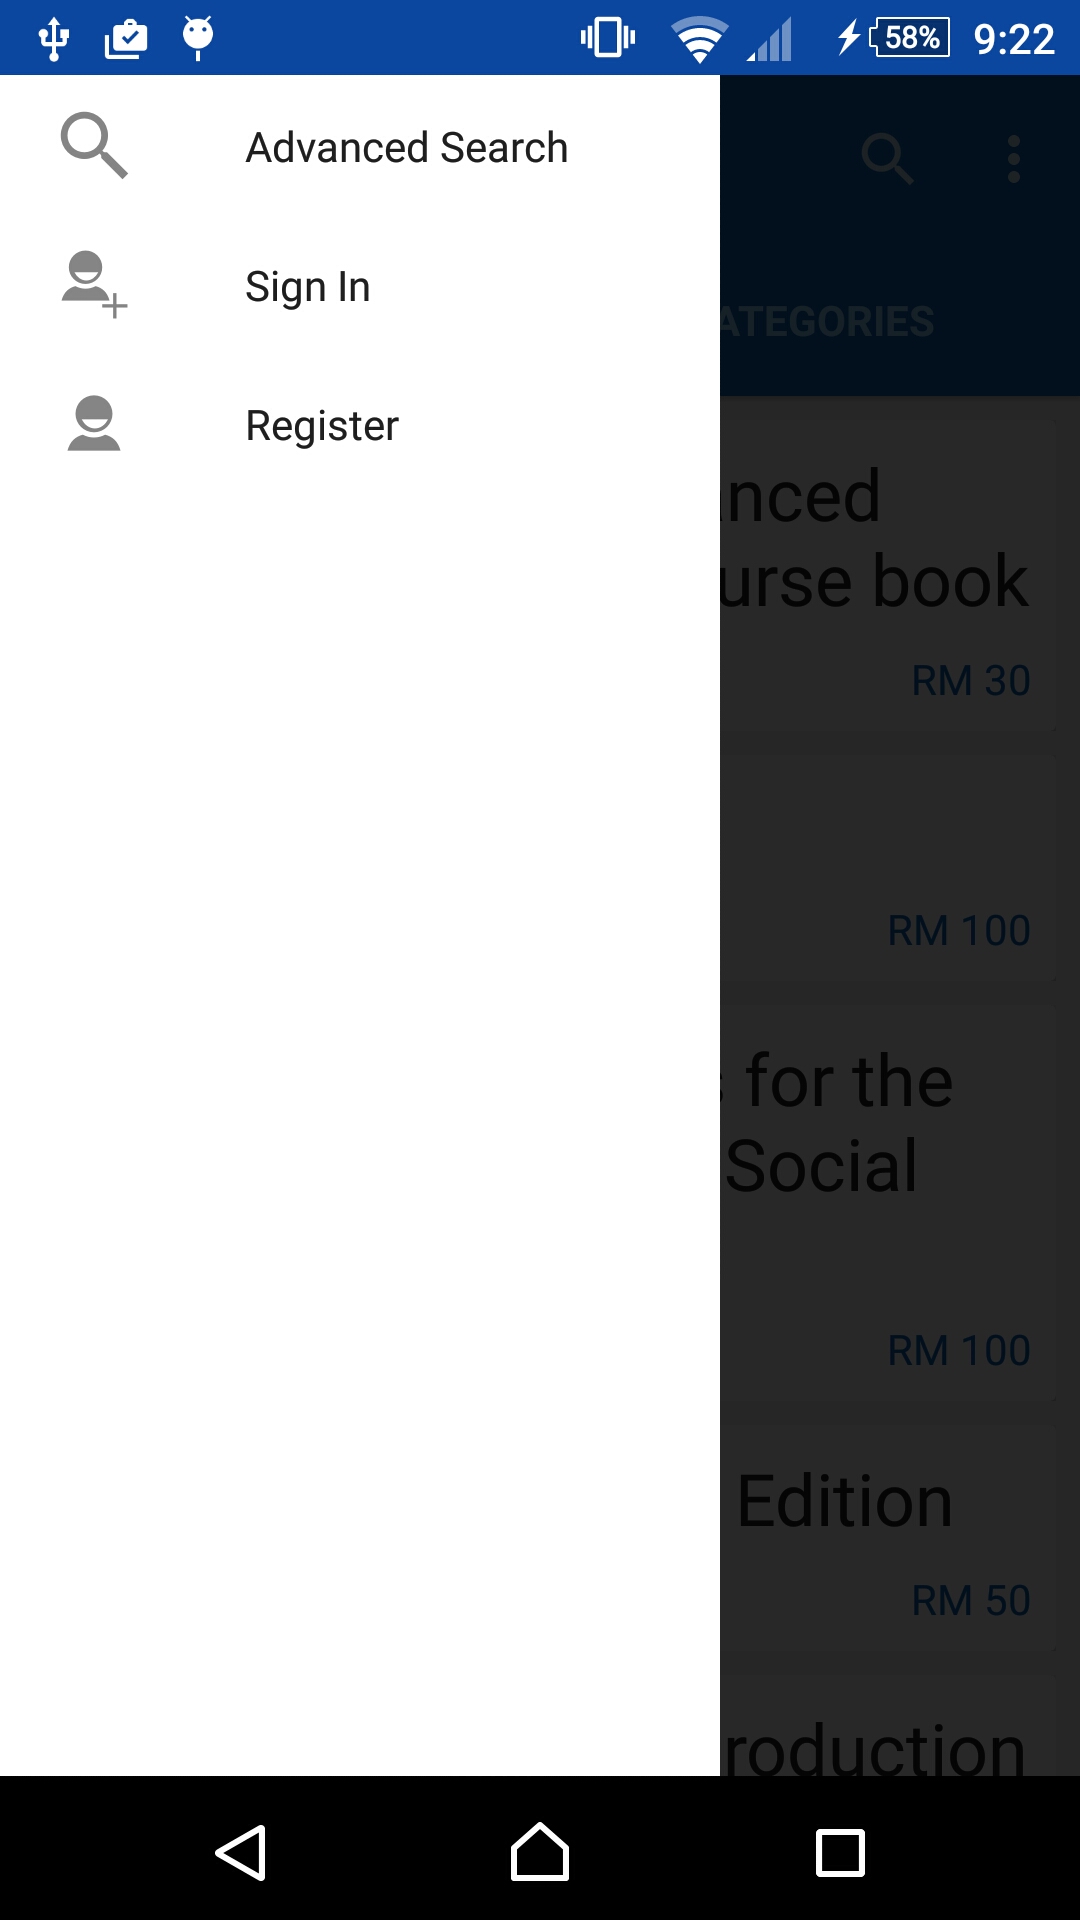 58% 9:22
Advanced Search
Sign In
Register
ATEGORIES
nced
urse book
RM 30
RM 100
for the
Social
RM 100
Edition
RM 50
roduction